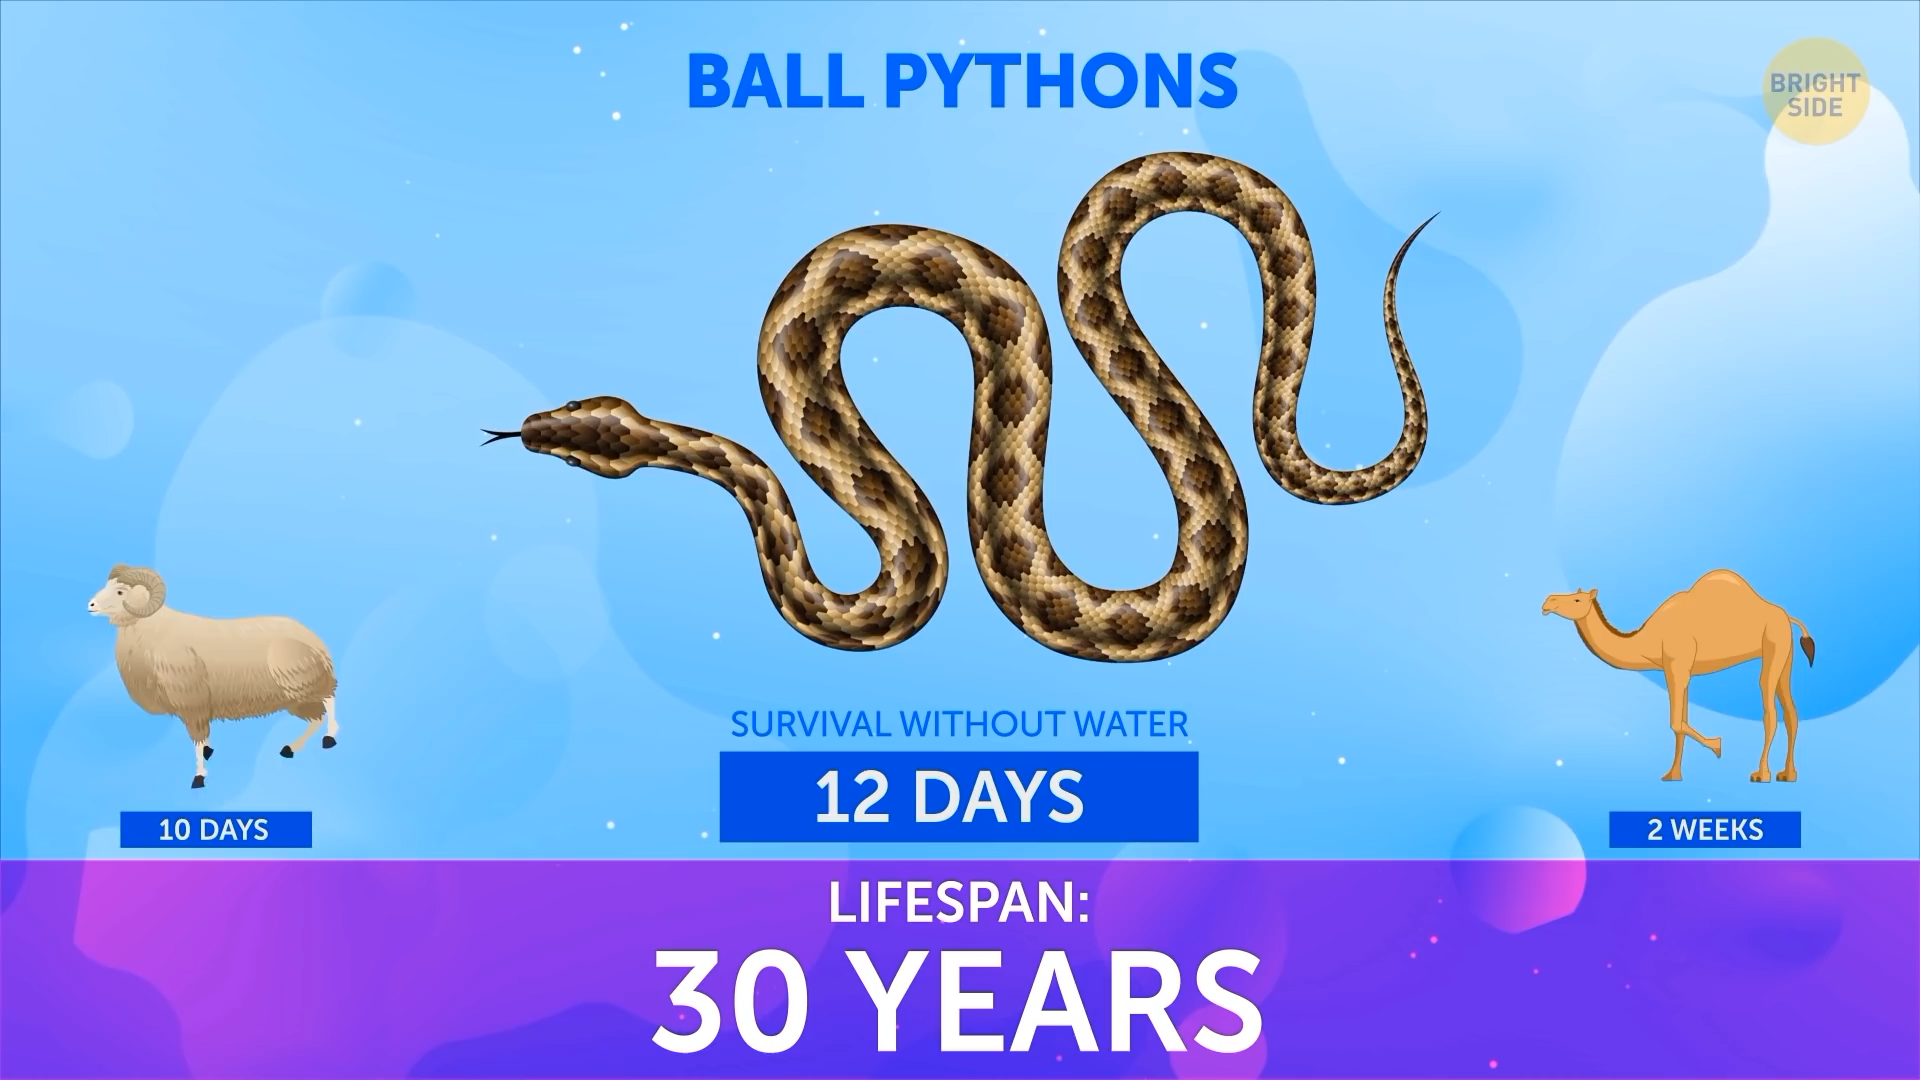 BALL PYTHONS
BRIGHT
SIDE
SURVIVAL WITHOUT WATER
12 DAYS
10 DAYS
2 WEEKS
LIFESPAN:
30 YEARS